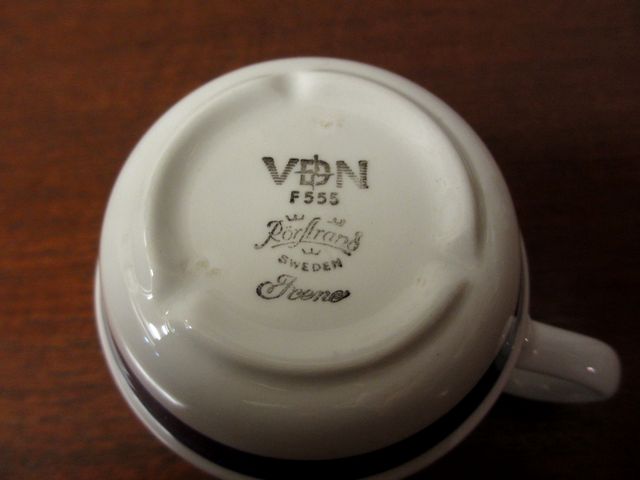 VDN
F555
Rörstrand
SWEDEN
Irene